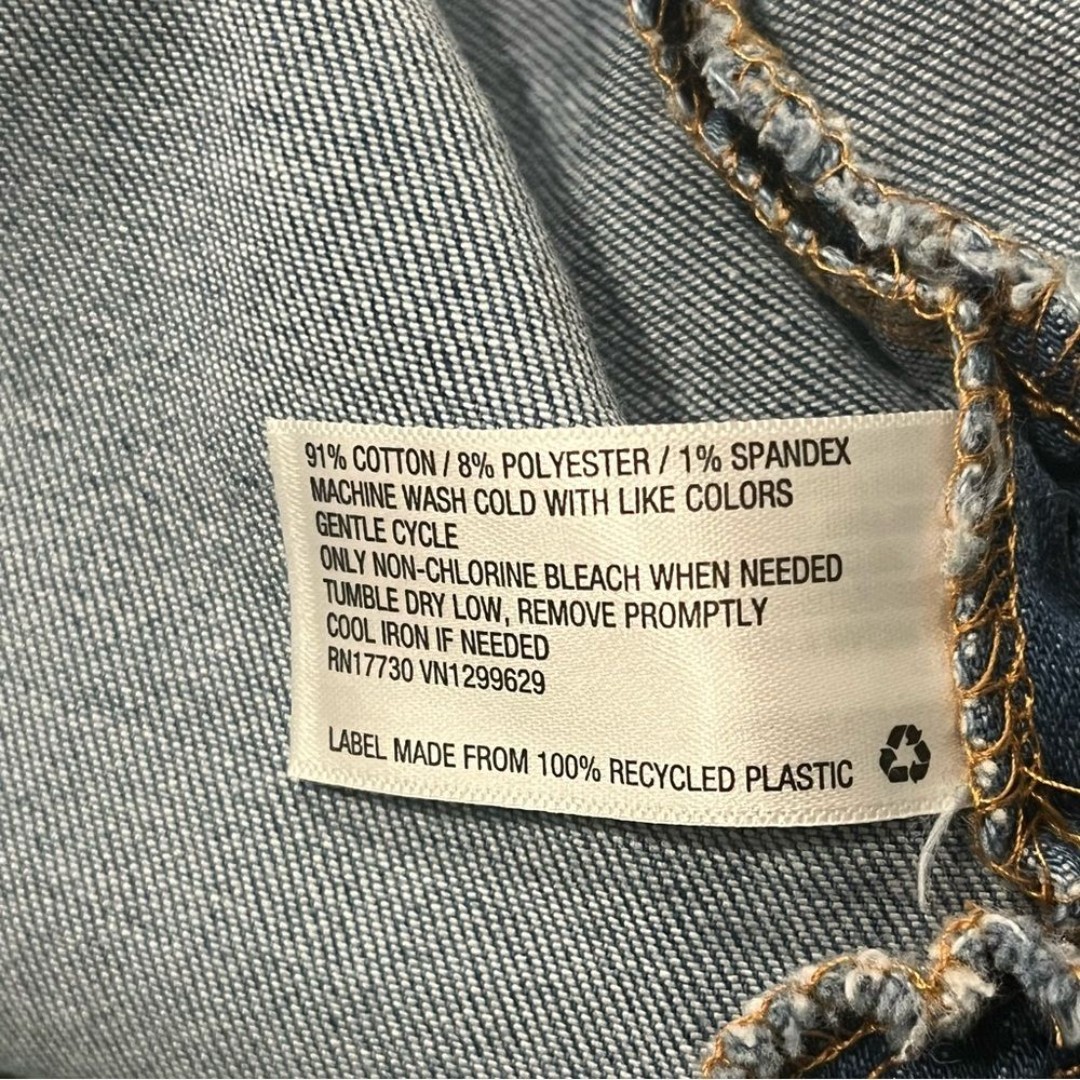 91% COTTON / 8% POLYESTER / 1% SPANDEX
MACHINE WASH COLD WITH LIKE COLORS
GENTLE CYCLE
ONLY NON-CHLORINE BLEACH WHEN NEEDED
TUMBLE DRY LOW, REMOVE PROMPTLY
COOL IRON IF NEEDED
RN17730 VN1299629
LABEL MADE FROM 100% RECYCLED PLASTIC